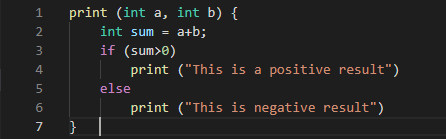 1 print (int a, int b) {
2 int sum = a+b;
3 if (sum>0)
4 print ("This is a positive result")
5 else
6 print ("This is negative result")
7 }